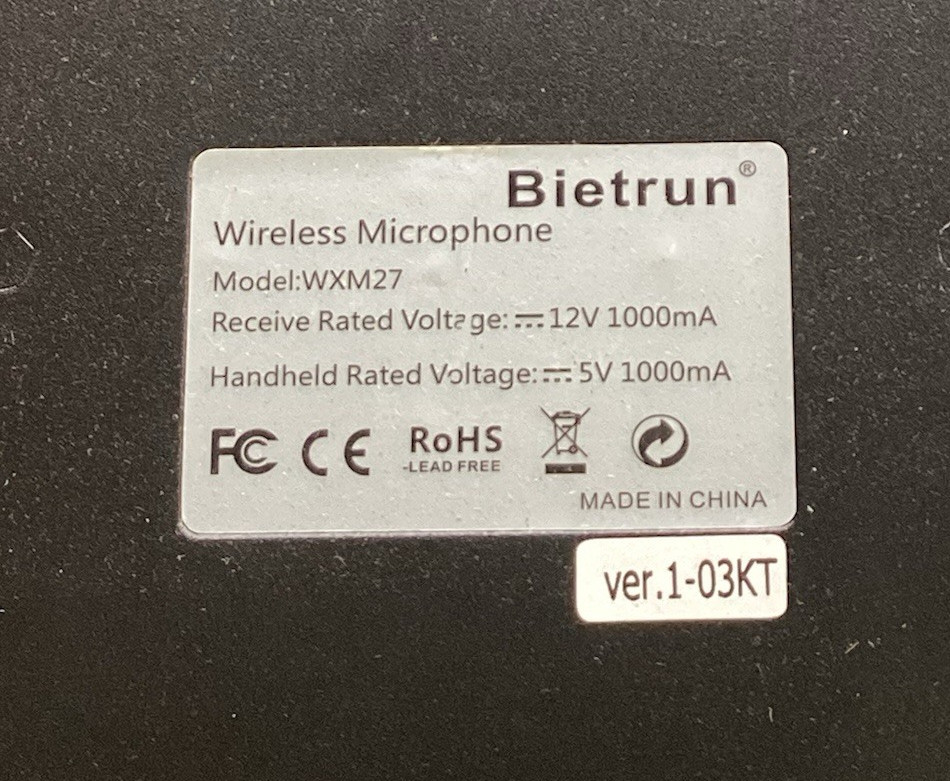 Bietrun®
Wireless Microphone
Model:WXM27
Receive Rated Voltage:⎓12V 1000mA
Handheld Rated Voltage:⎓5V 1000mA
FC CE RoHS
-LEAD FREE
MADE IN CHINA
ver.1-03KT